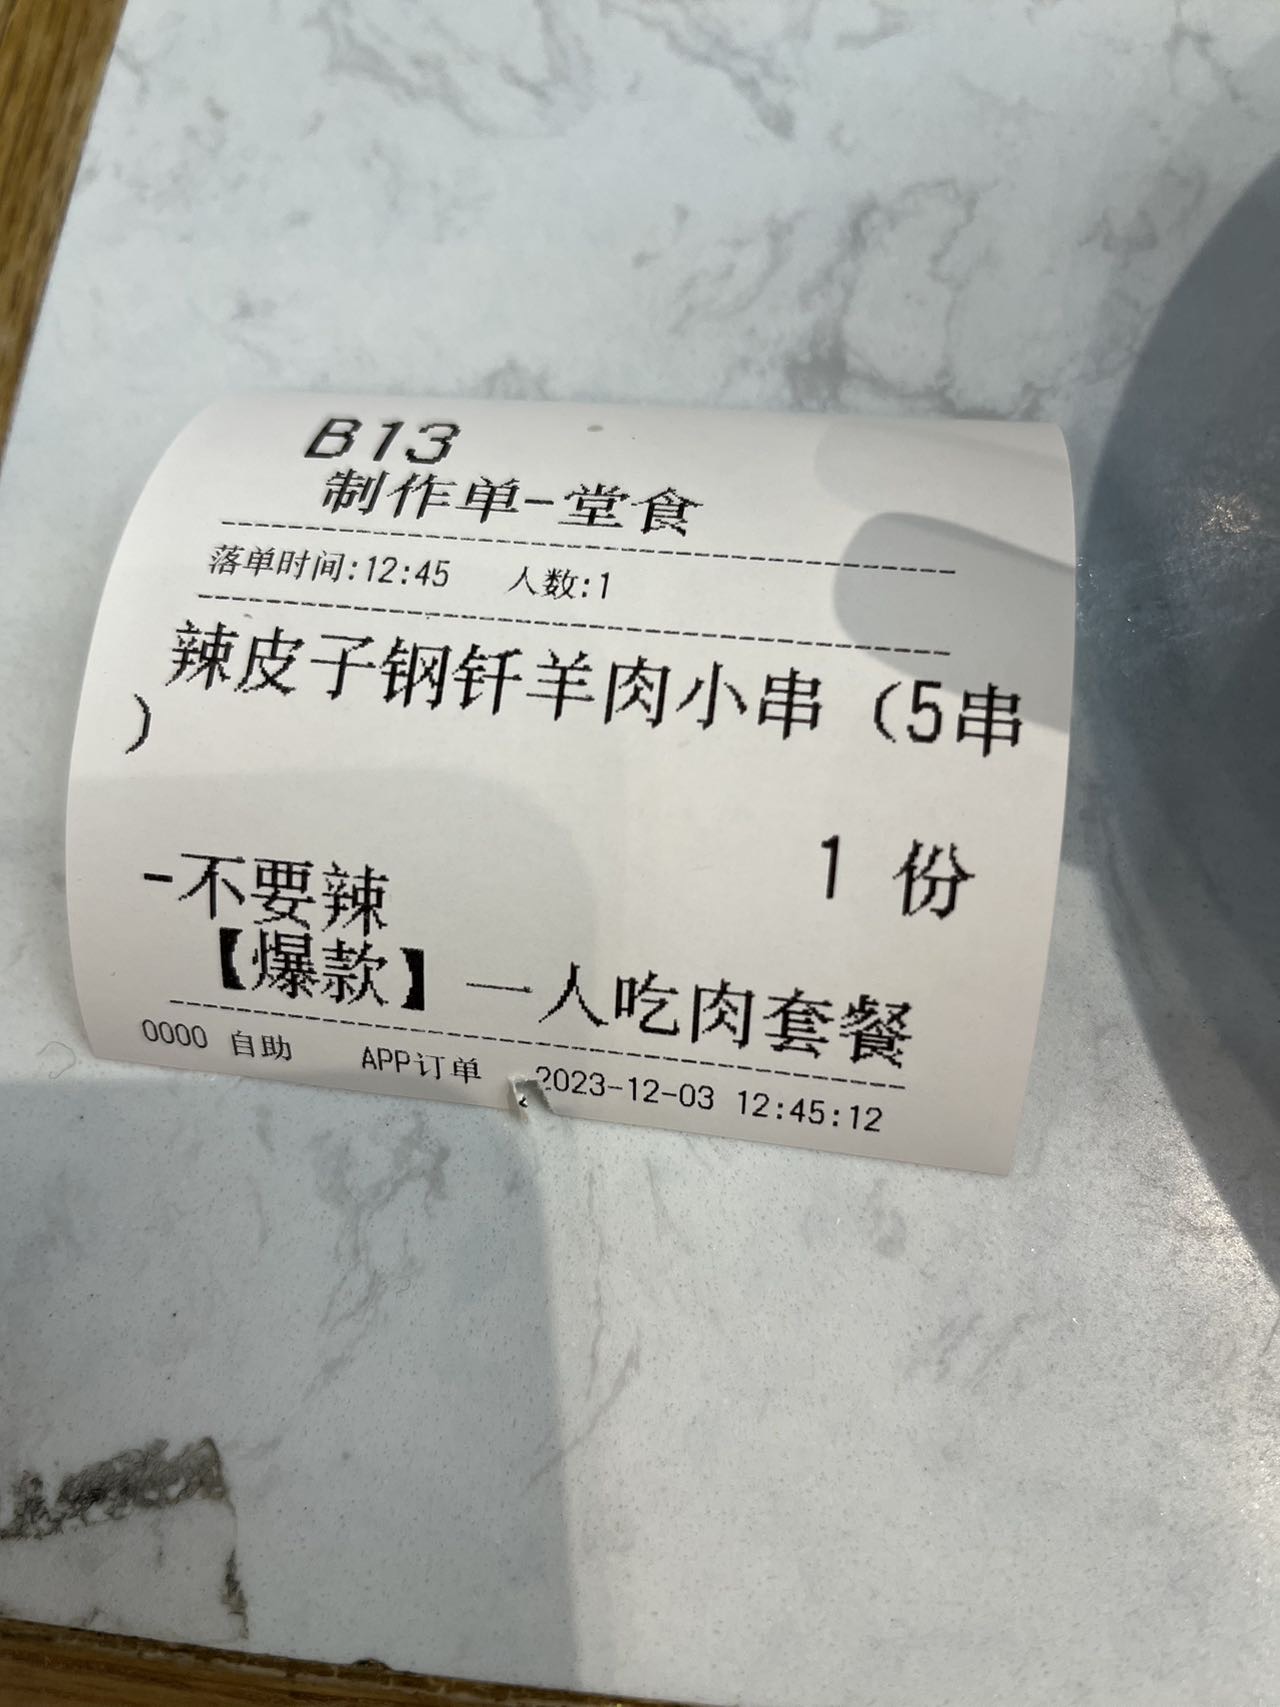 B13
制作单-堂食
落单时间:12:45 人数:1
辣皮子钢钎羊肉小串（5串
）
1 份
-不要辣
【爆款】一人吃肉套餐
0000 自助 APP订单 2023-12-03 12:45:12